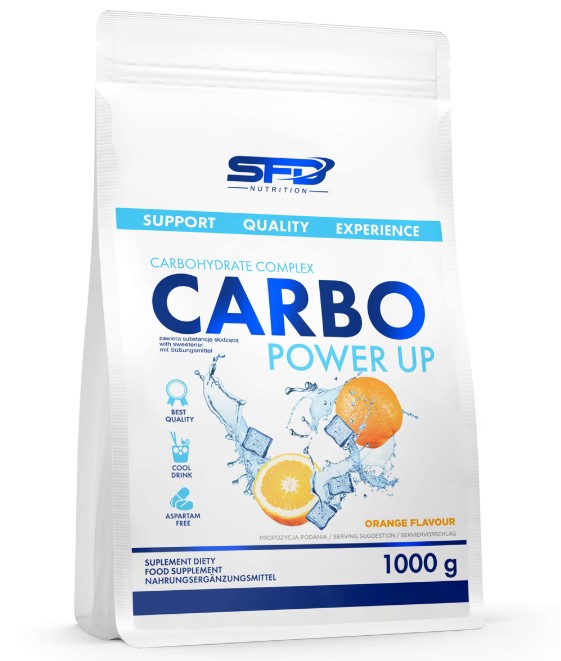 SFD
NUTRITION
SUPPORT QUALITY EXPERIENCE
CARBOHYDRATE COMPLEX
CARBO
zawiera substancję słodzącą
with sweetener
mit Süßungsmittel
POWER UP
BEST
QUALITY
COOL
DRINK
ASPARTAM
FREE
ORANGE FLAVOUR
PROPOZYCJA PODANIA / SERVING SUGGESTION / SERVIERVORSCHLAG
SUPLEMENT DIETY
FOOD SUPPLEMENT
NAHRUNGSERGÄNZUNGSMITTEL
1000 g